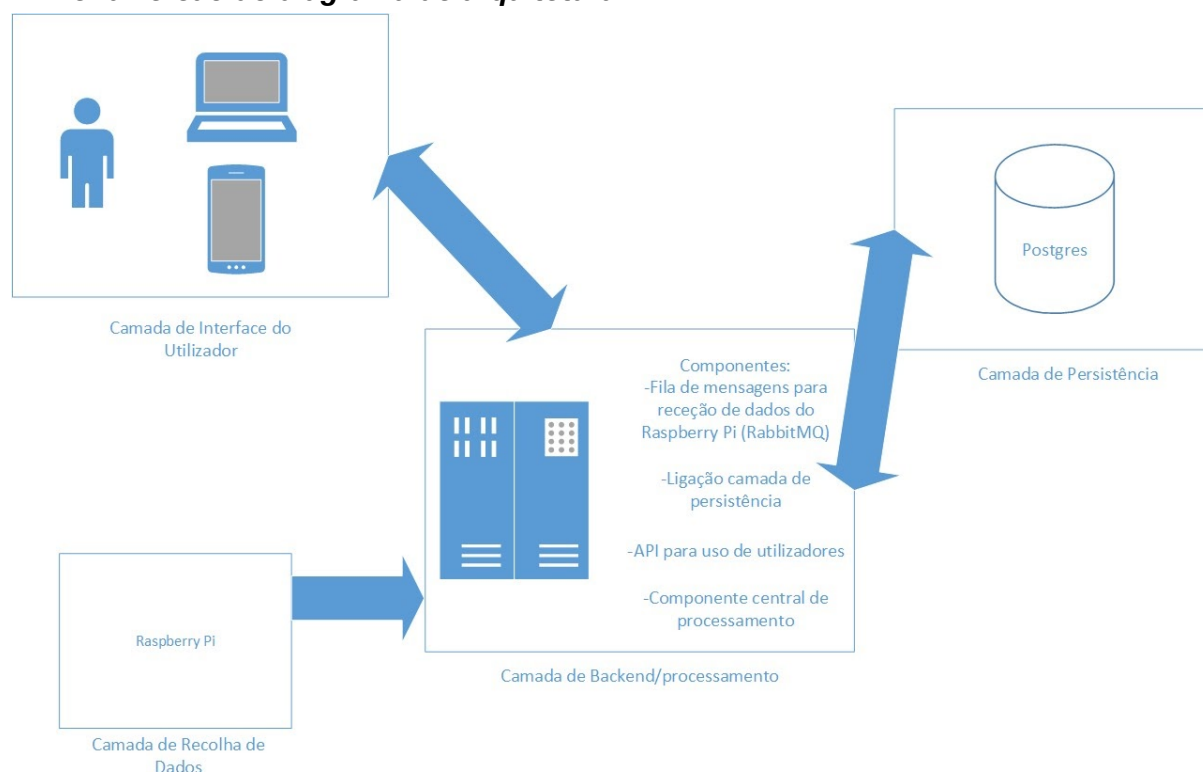 Camada de Interface do
Utilizador
Postgres
Camada de Persistência
Componentes:
-Fila de mensagens para
receção de dados do
Raspberry Pi (RabbitMQ)
-Ligação camada de
persistência
-API para uso de utilizadores
-Componente central de
processamento
Camada de Backend/processamento
Raspberry Pi
Camada de Recolha de
Dados